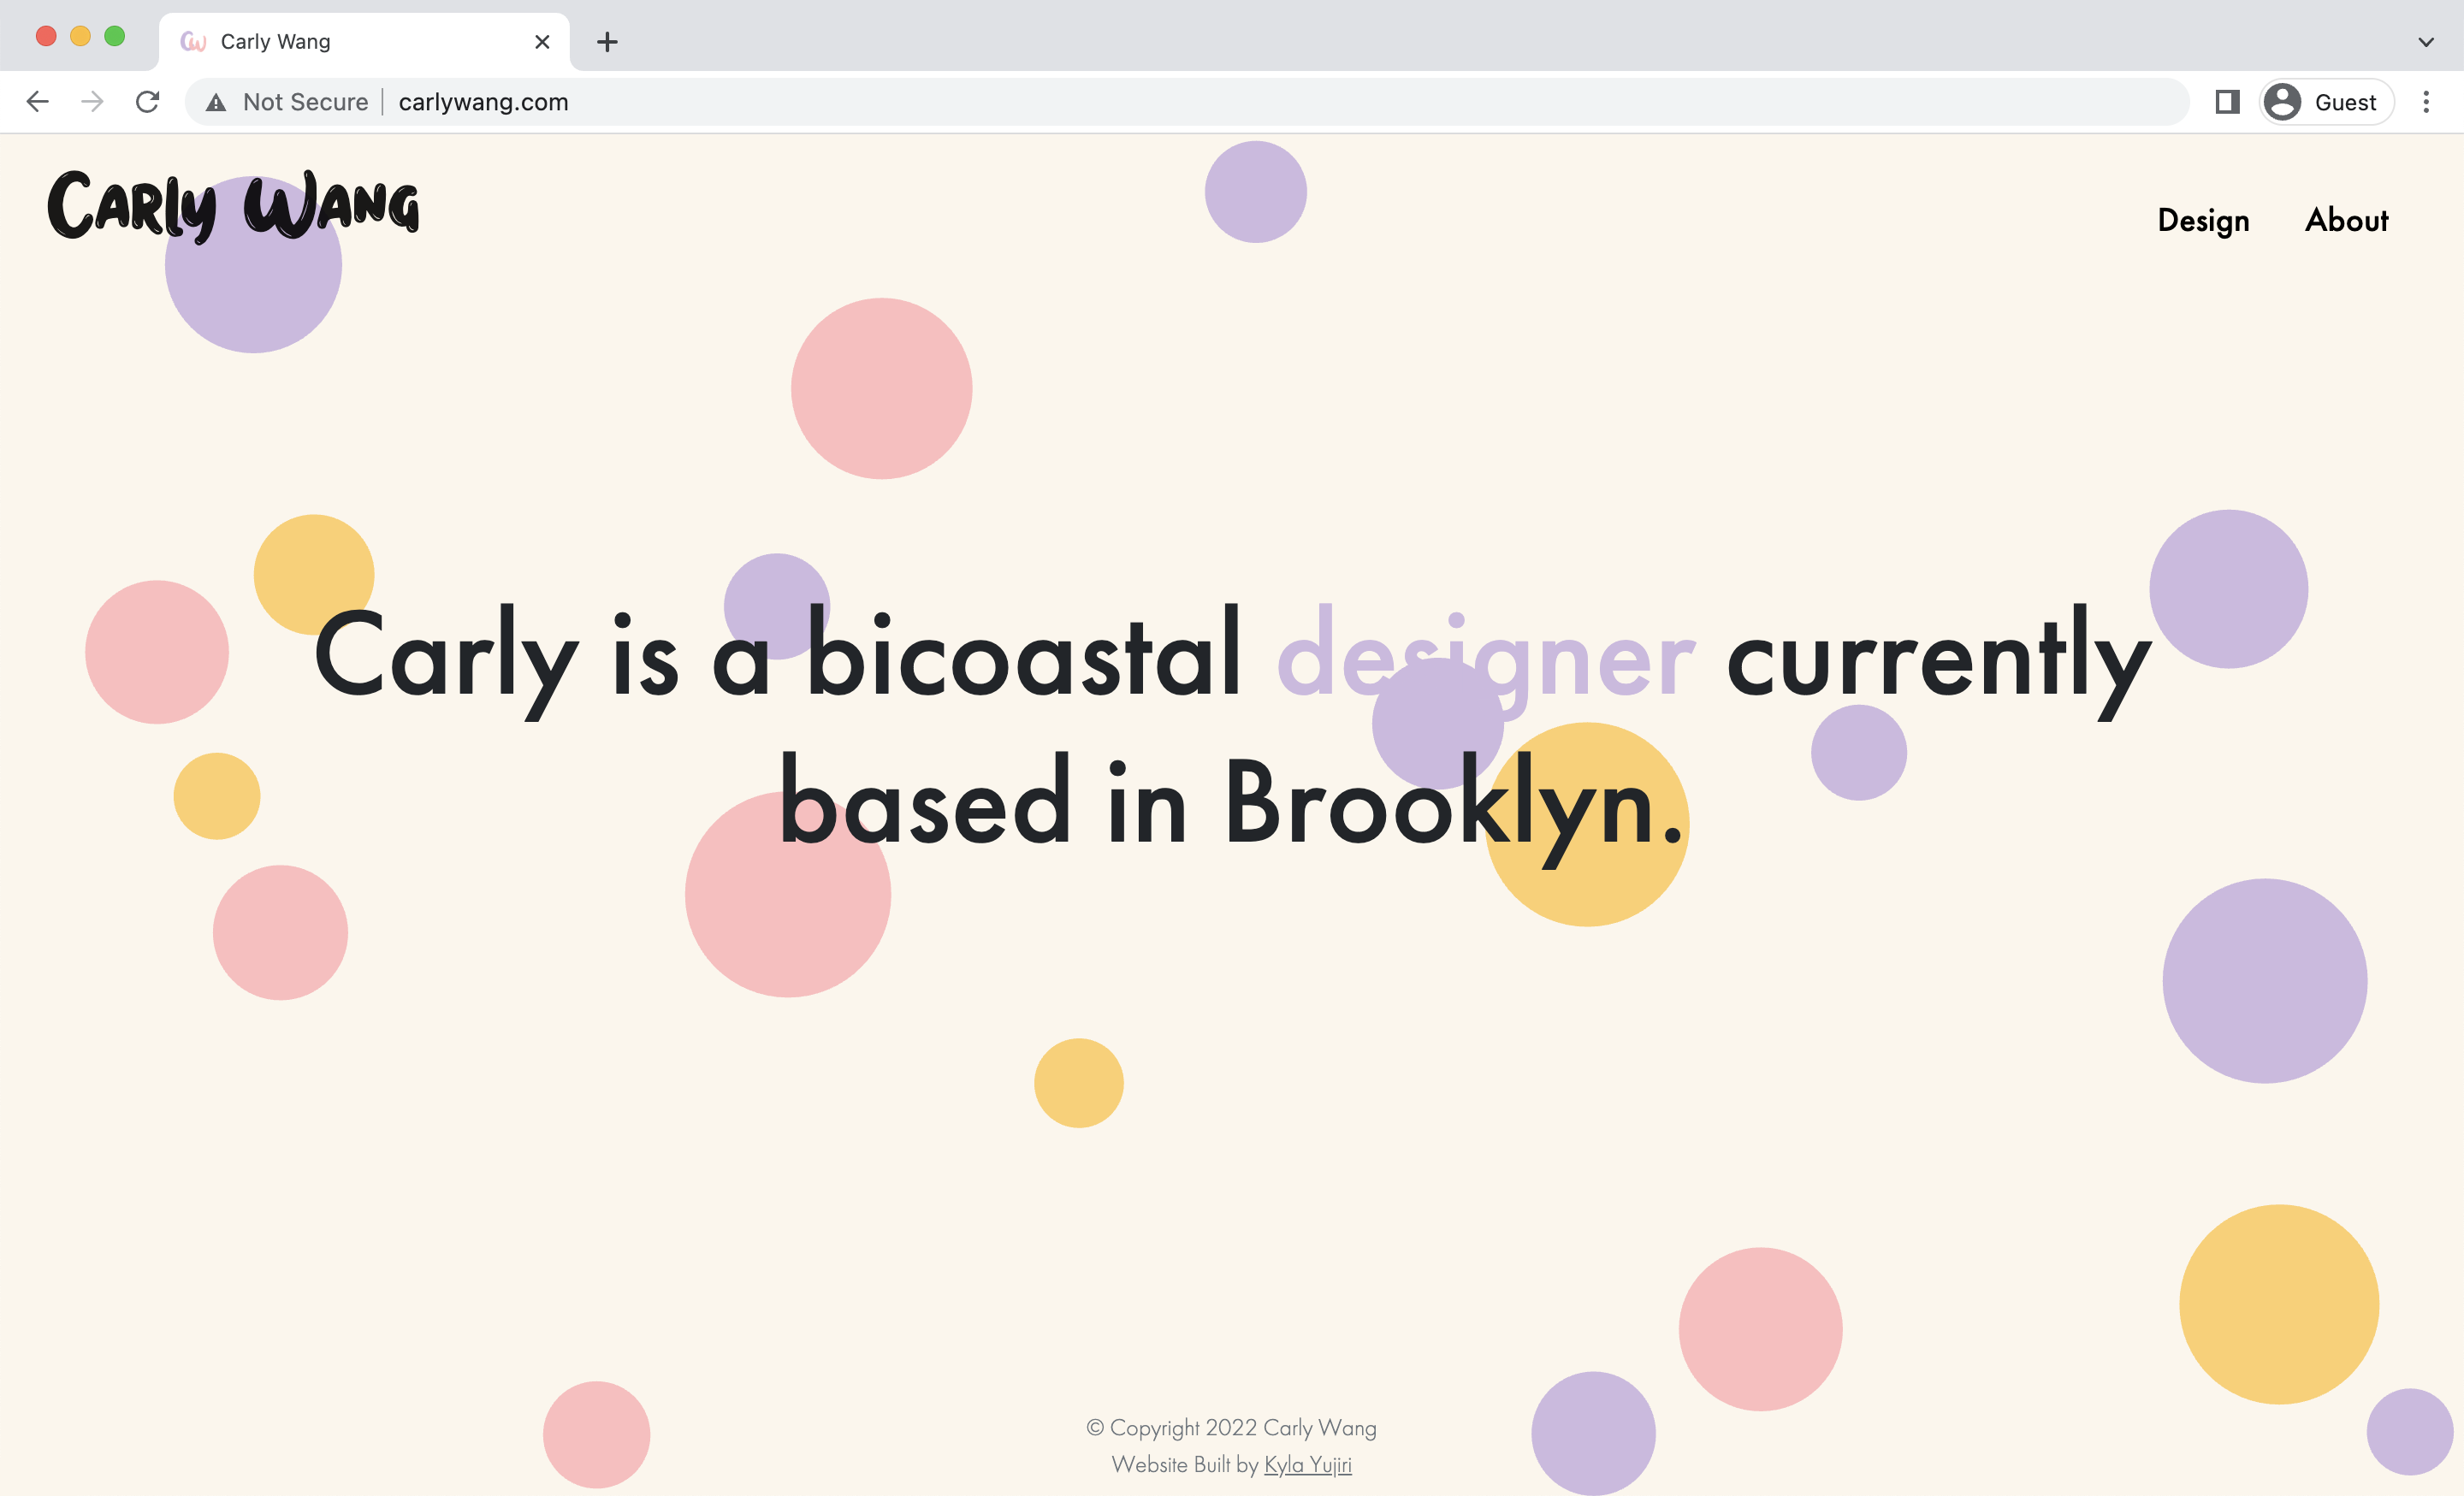 Carly Wang
Not Secure carlywang.com
Guest
Carly Wang
Design About
Carly is a bicoastal designer currently
based in Brooklyn.
© Copyright 2022 Carly Wang
Website Built by Kyla Yujiri